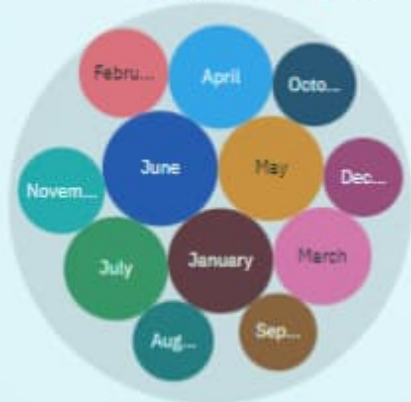 Febru...
April
Octo...
June
May
Novem...
Dec...
July
January
March
Aug...
Sep...